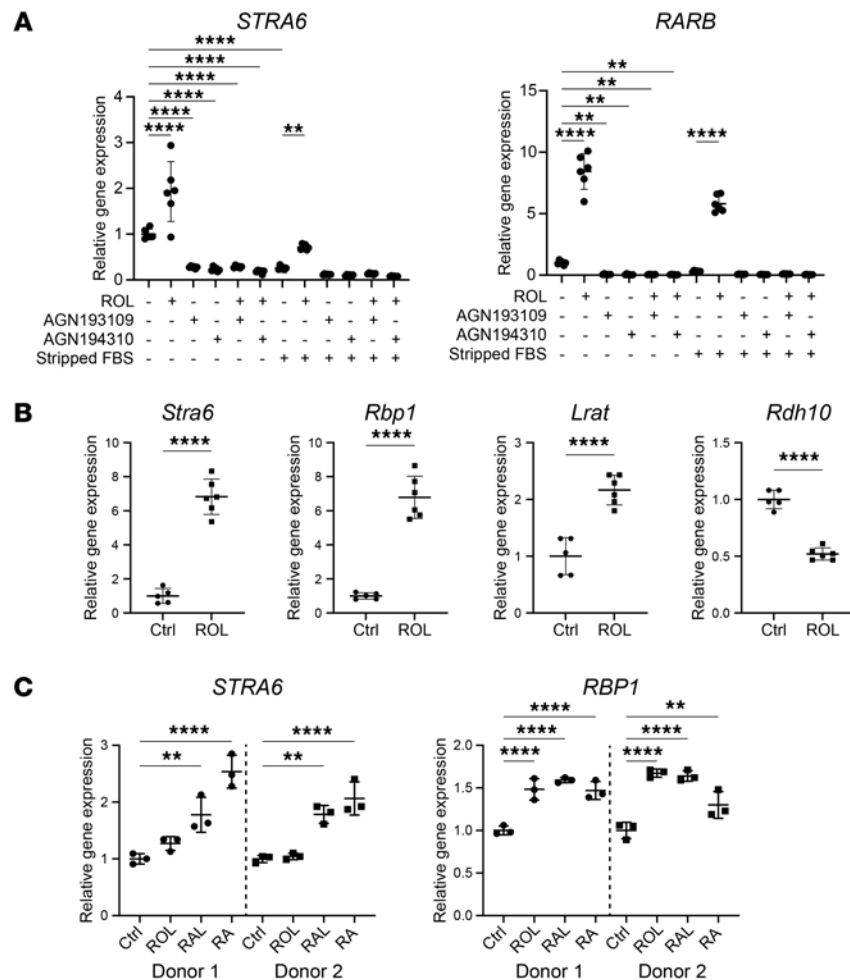 A
STRA6
****
****
****
****
****
****
**
4
3
2
1
0
Relative gene expression
ROL - + - - + + - + - - + +
AGN193109 - - + - + - - - + - + -
AGN194310 - - - + - + - - - + - +
Stripped FBS - - - - - - + + + + + +
RARB
**
**
**
**
****
****
15
10
5
0
Relative gene expression
ROL - + - - + + - + - - + +
AGN193109 - - + - + - - - + - + -
AGN194310 - - - + - + - - - + - +
Stripped FBS - - - - - - + + + + + +
B
Stra6
****
10
8
6
4
2
0
Relative gene expression
Ctrl ROL
Rbp1
****
10
8
6
4
2
0
Relative gene expression
Ctrl ROL
Lrat
****
3
2
1
0
Relative gene expression
Ctrl ROL
Rdh10
****
1.5
1.0
0.5
0.0
Relative gene expression
Ctrl ROL
C
STRA6
****
**
****
**
3
2
1
0
Relative gene expression
Ctrl ROL RAL RA Ctrl ROL RAL RA
Donor 1 Donor 2
RBP1
****
****
****
**
****
****
2.0
1.5
1.0
0.5
0.0
Relative gene expression
Ctrl ROL RAL RA Ctrl ROL RAL RA
Donor 1 Donor 2